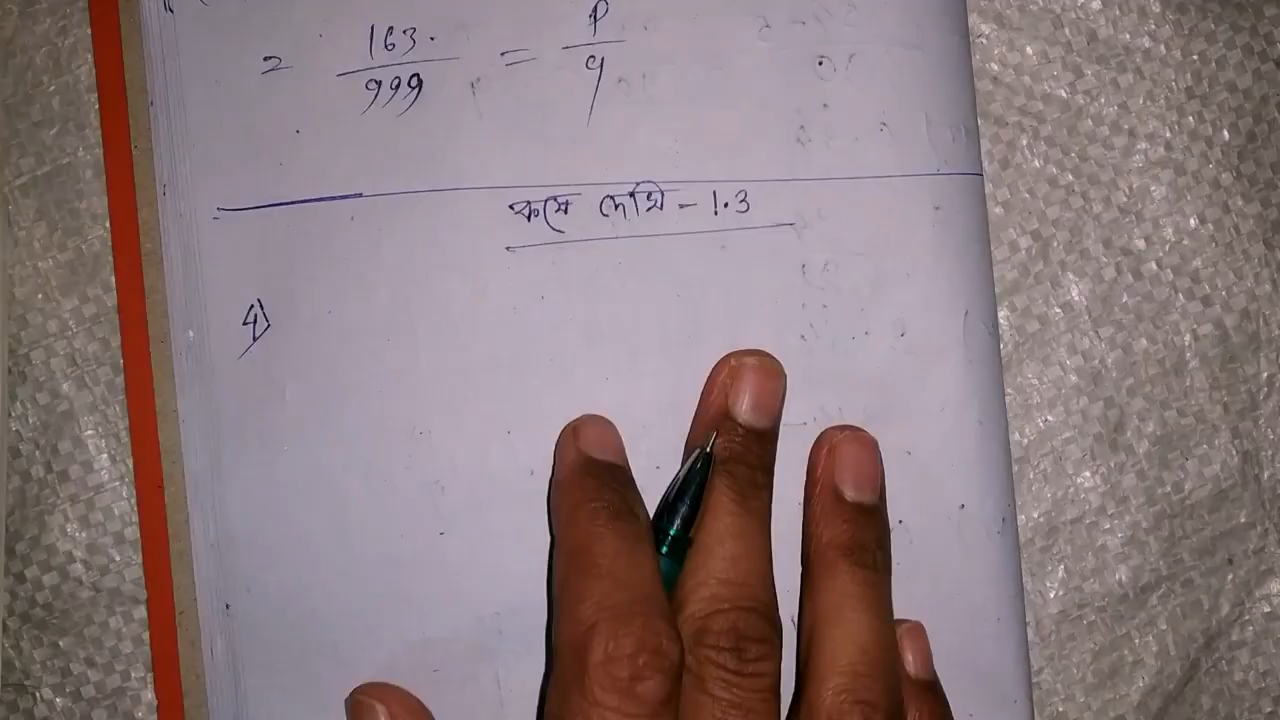 = 163. / 999 = p / q
কষে দেখি - 1.3
4)